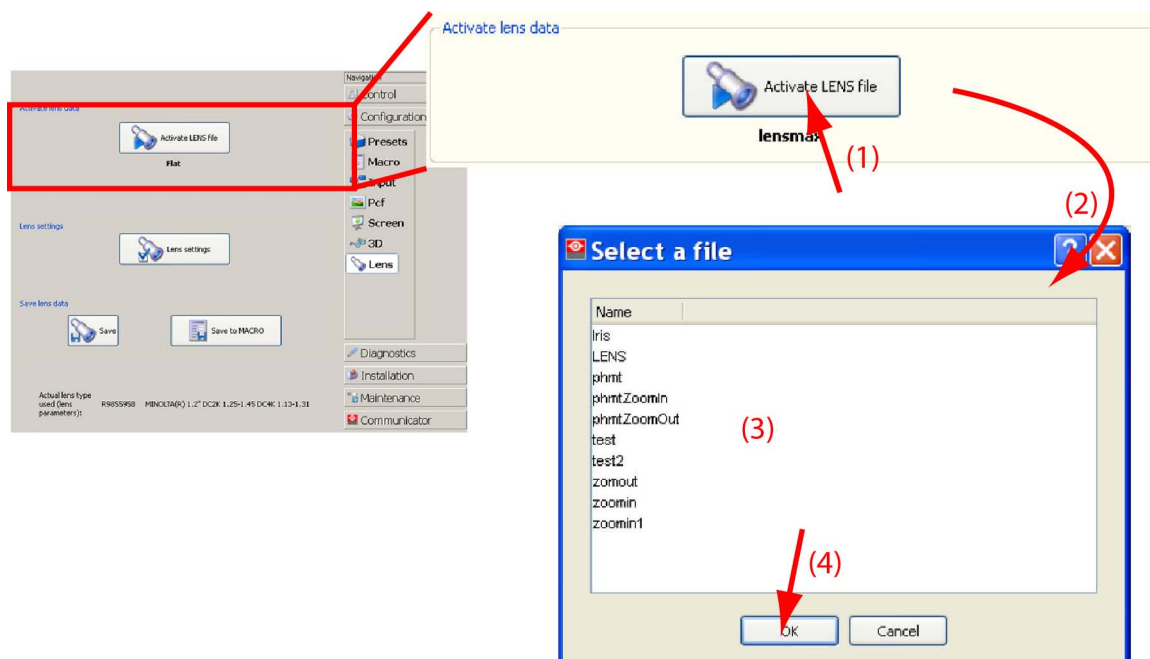 Activate lens data
Activate LENS file
lensmax
(1)
(2)
Activate lens data
Activate LENS file
Flat
Lens settings
Lens settings
Save lens data
Save
Save to MACRO
Actual lens type
used (lens
parameters):
R9855958 MINOLTA(R) 1.2" DC2K 1.25-1.45 DC4K 1.13-1.31
Navigation
Control
Configuration
Presets
Macro
Input
Pcf
Screen
3D
Lens
Diagnostics
Installation
Maintenance
Communicator
Select a file
Name
Iris
LENS
phmt
phmtZoomIn
phmtZoomOut
test
test2
zomout
zoomin
zoomin1
(3)
(4)
OK
Cancel